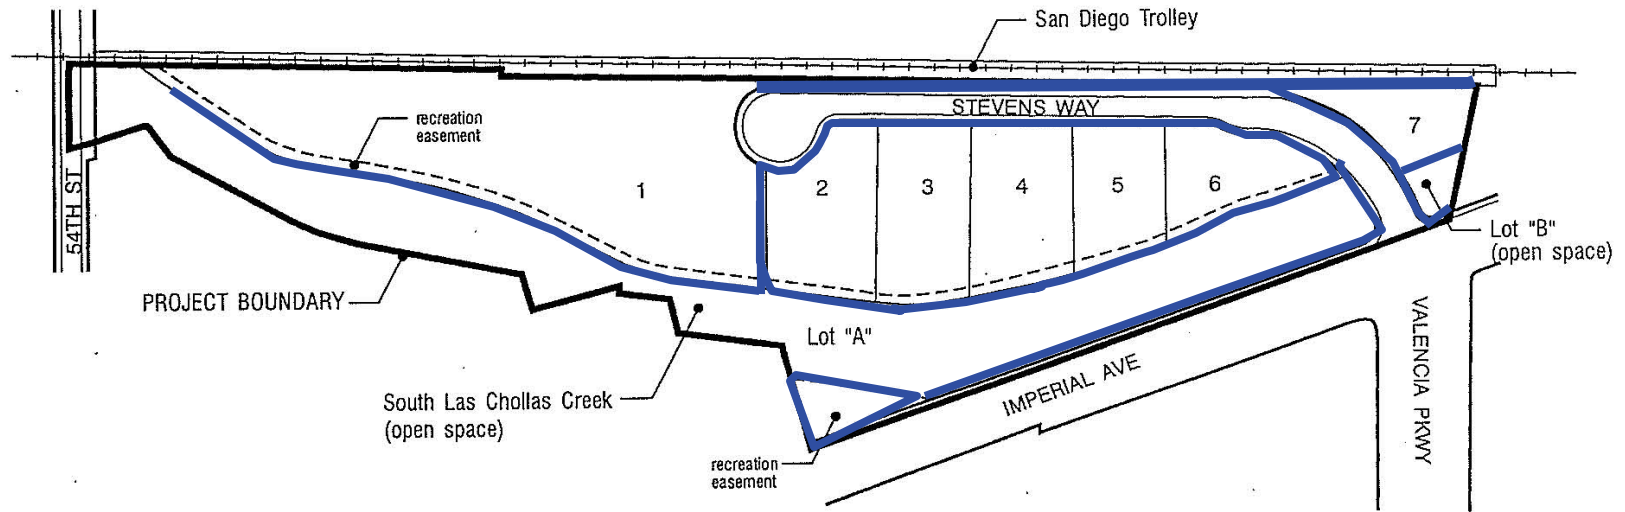 San Diego Trolley
STEVENS WAY
recreation
easement
7
1
2
3
4
5
6
54TH ST
Lot "B"
(open space)
PROJECT BOUNDARY
Lot "A"
VALENCIA PKWY
IMPERIAL AVE
South Las Chollas Creek
(open space)
recreation
easement